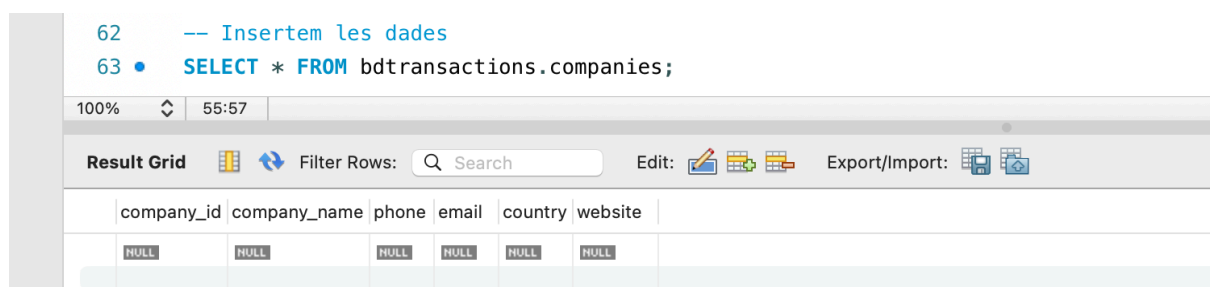 62 -- Insertem les dades
63 SELECT * FROM bdtransactions.companies;
100% 55:57
Result Grid Filter Rows: Search Edit: Export/Import:
company_id company_name phone email country website
NULL NULL NULL NULL NULL NULL